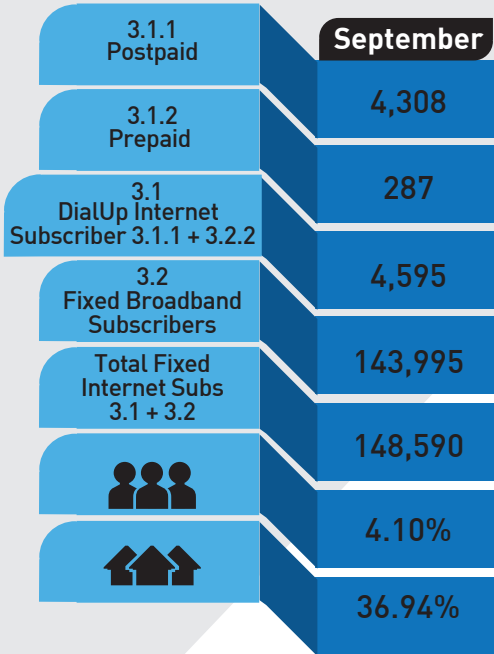 September
3.1.1
Postpaid
4,308
3.1.2
Prepaid
287
3.1
DialUp Internet
Subscriber 3.1.1 + 3.2.2
4,595
3.2
Fixed Broadband
Subscribers
143,995
Total Fixed
Internet Subs
3.1 + 3.2
148,590
4.10%
36.94%